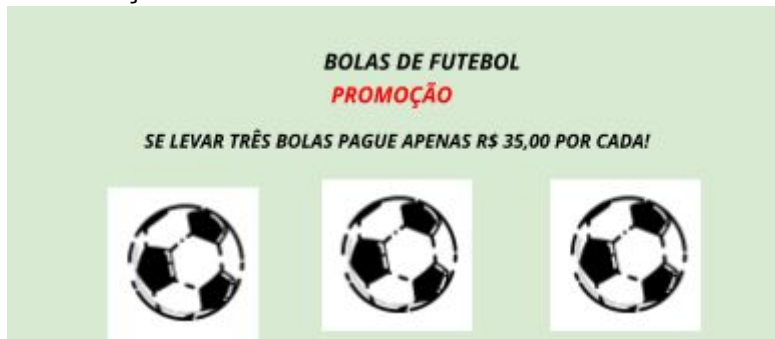 BOLAS DE FUTEBOL
PROMOÇÃO
SE LEVAR TRÊS BOLAS PAGUE APENAS R$ 35,00 POR CADA!